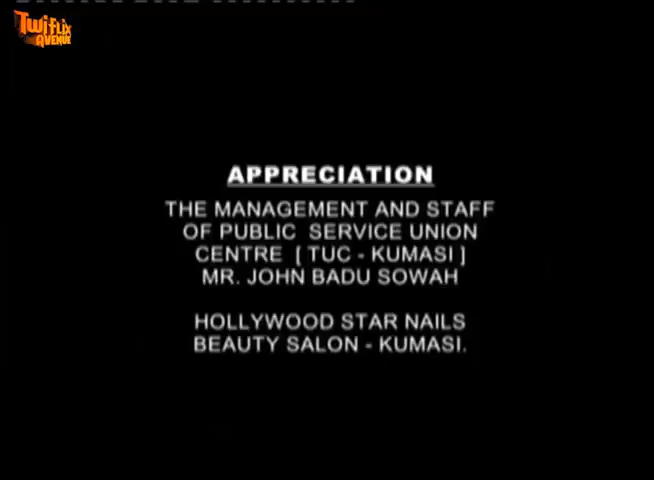 Twiflix
AVENUE
APPRECIATION
THE MANAGEMENT AND STAFF
OF PUBLIC SERVICE UNION
CENTRE [ TUC - KUMASI ]
MR. JOHN BADU SOWAH
HOLLYWOOD STAR NAILS
BEAUTY SALON - KUMASI.